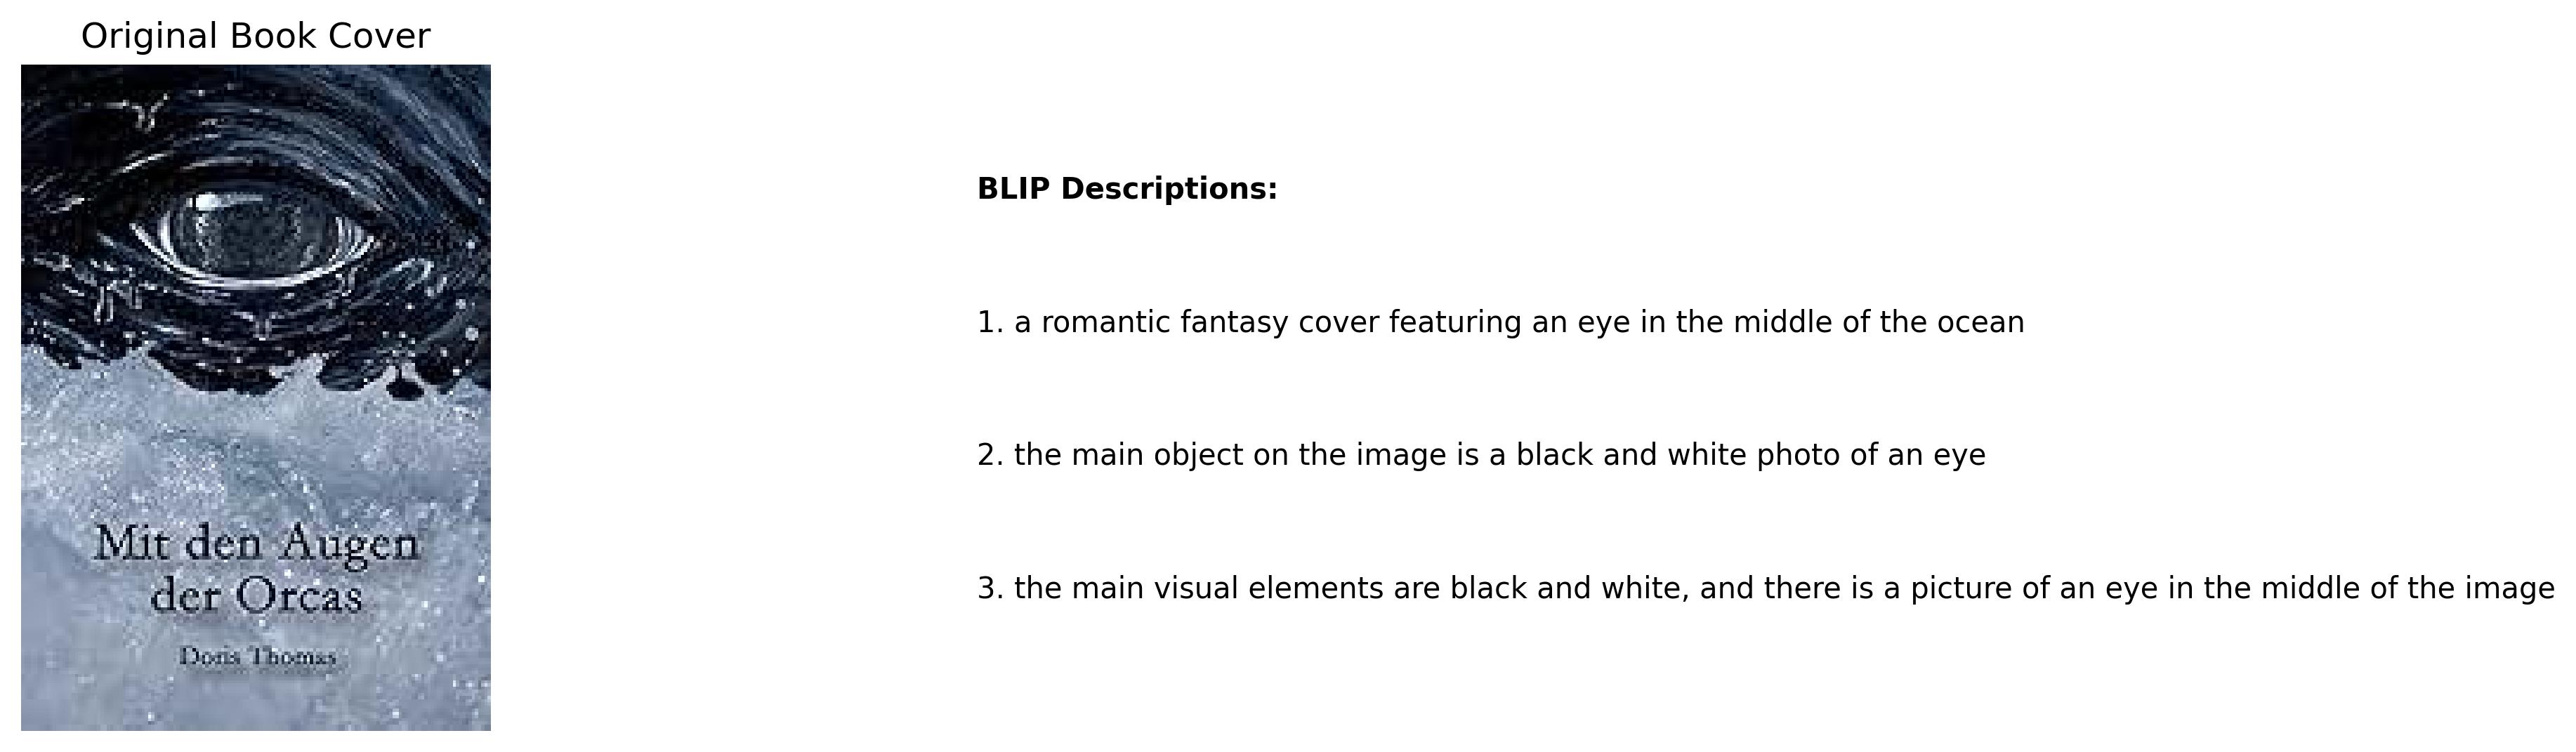 Original Book Cover
Mit den Augen
der Orcas
Doris Thomas
BLIP Descriptions:
1. a romantic fantasy cover featuring an eye in the middle of the ocean
2. the main object on the image is a black and white photo of an eye
3. the main visual elements are black and white, and there is a picture of an eye in the middle of the image